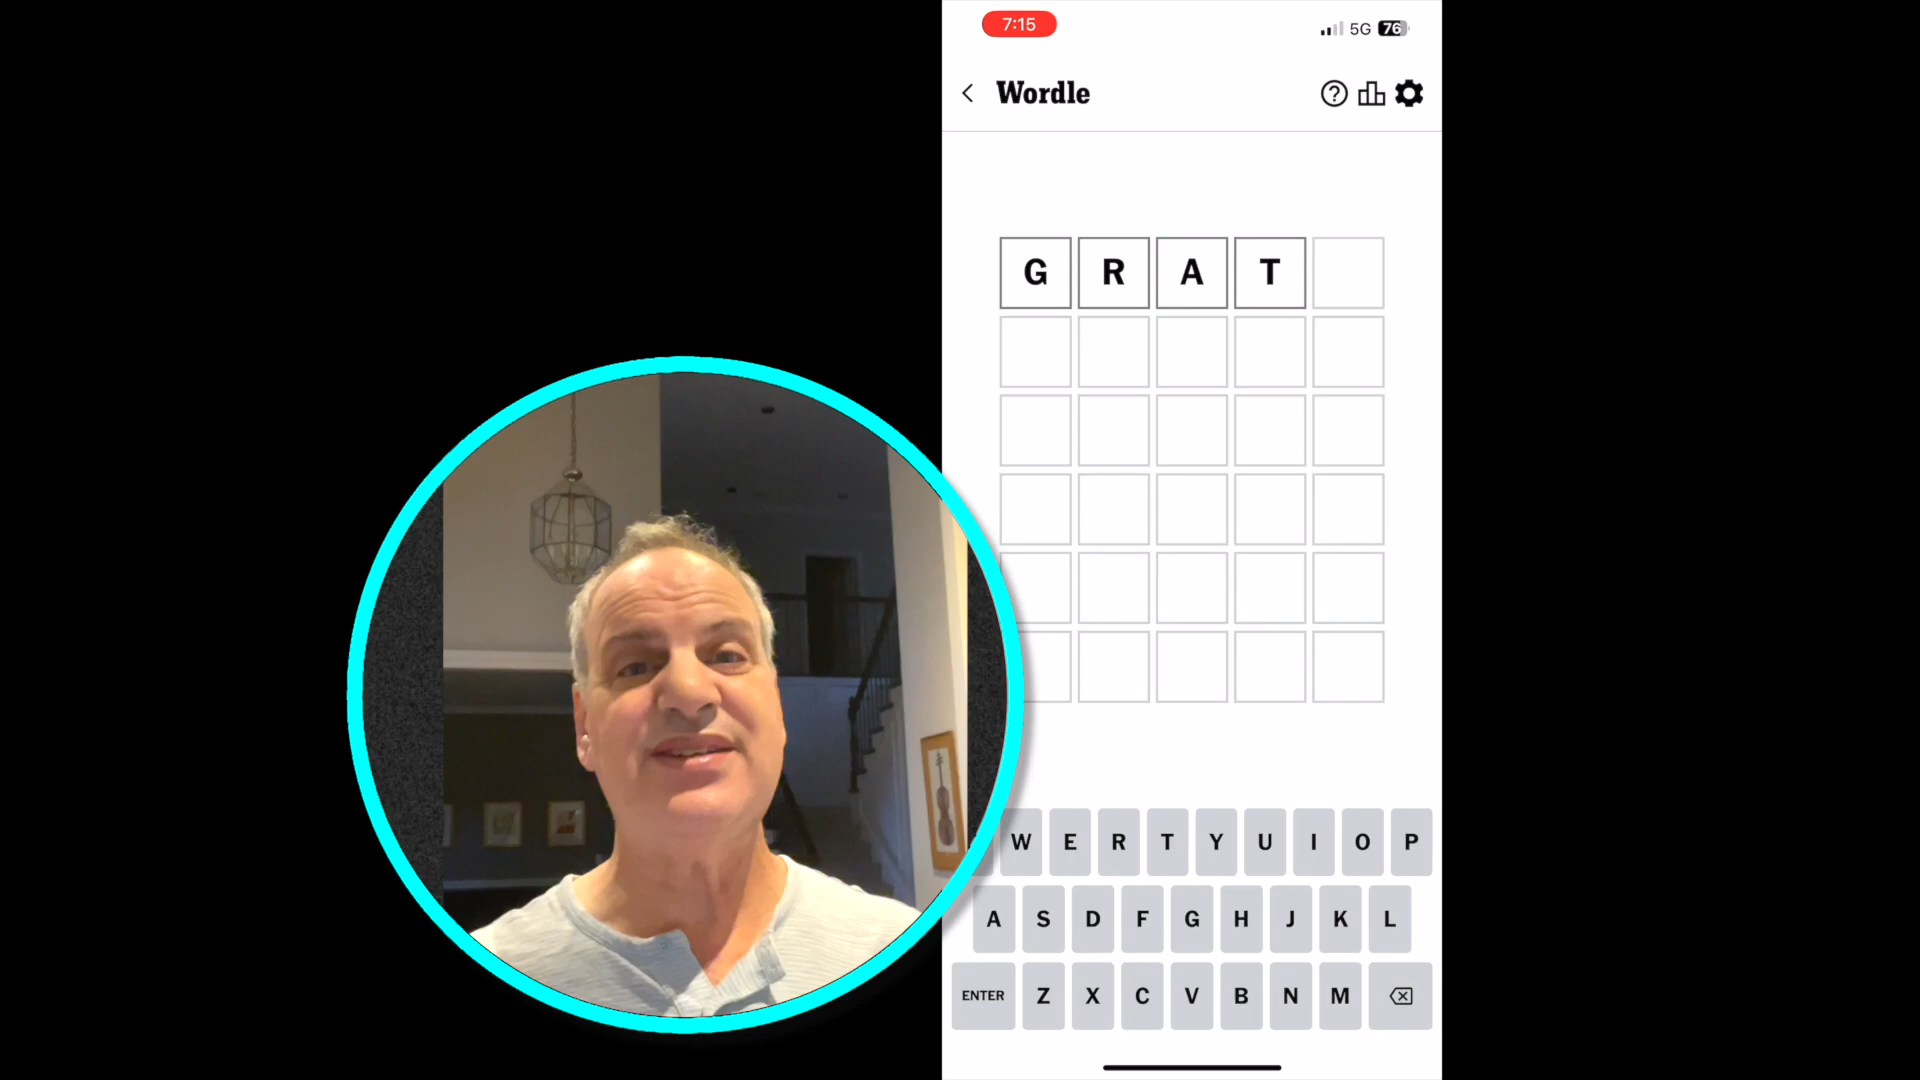 7:15
5G 76
Wordle
G R A T
W E R T Y U I O P
A S D F G H J K L
ENTER Z X C V B N M